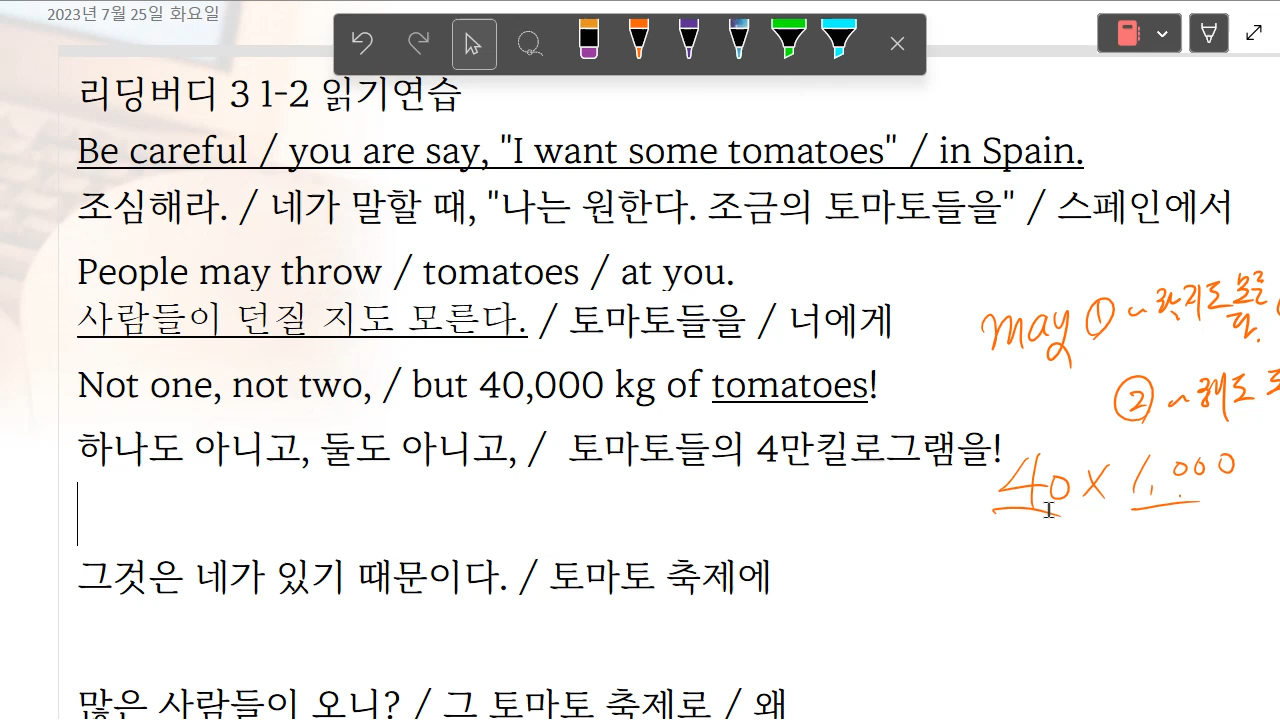 2023년 7월 25일 화요일
리딩버디 3 1-2 읽기연습
Be careful / you are say, "I want some tomatoes" / in Spain.
조심해라. / 네가 말할 때, "나는 원한다. 조금의 토마토들을" / 스페인에서
People may throw / tomatoes / at you.
사람들이 던질 지도 모른다. / 토마토들을 / 너에게
may ① ~할지도 모른다.
② ~해도
Not one, not two, / but 40,000 kg of tomatoes!
하나도 아니고, 둘도 아니고, / 토마토들의 4만킬로그램을!
40 x 1,000
그것은 네가 있기 때문이다. / 토마토 축제에
많은 사람들이 오니? / 그 토마토 축제로 / 왜